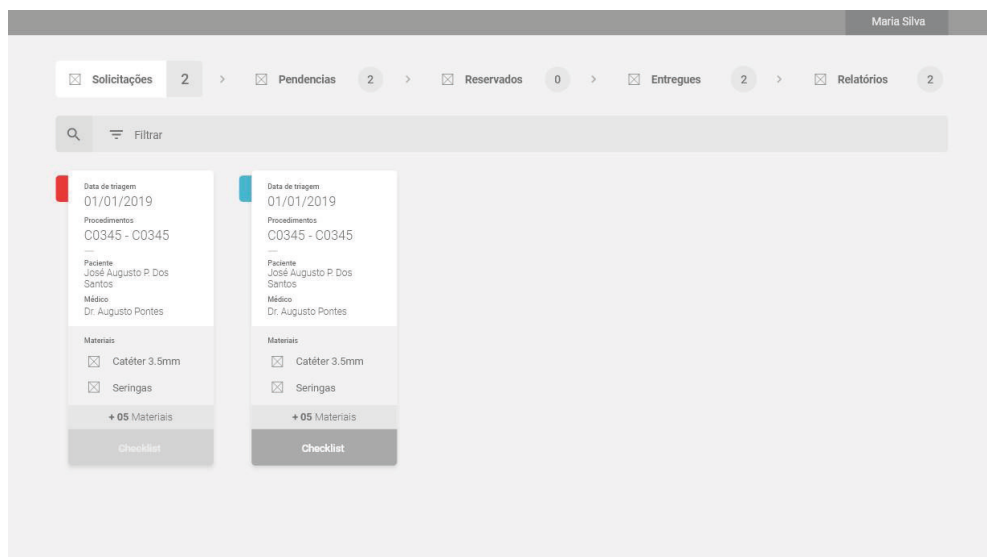 Maria Silva
Solicitações 2 > Pendencias 2 > Reservados 0 > Entregues 2 > Relatórios 2
Filtrar
Data de triagem
01/01/2019
Procedimentos
C0345 - C0345
Paciente
José Augusto P. Dos
Santos
Médico
Dr. Augusto Pontes
Materiais
Catéter 3.5mm
Seringas
+ 05 Materiais
Checklist
Data de triagem
01/01/2019
Procedimentos
C0345 - C0345
Paciente
José Augusto P. Dos
Santos
Médico
Dr. Augusto Pontes
Materiais
Catéter 3.5mm
Seringas
+ 05 Materiais
Checklist